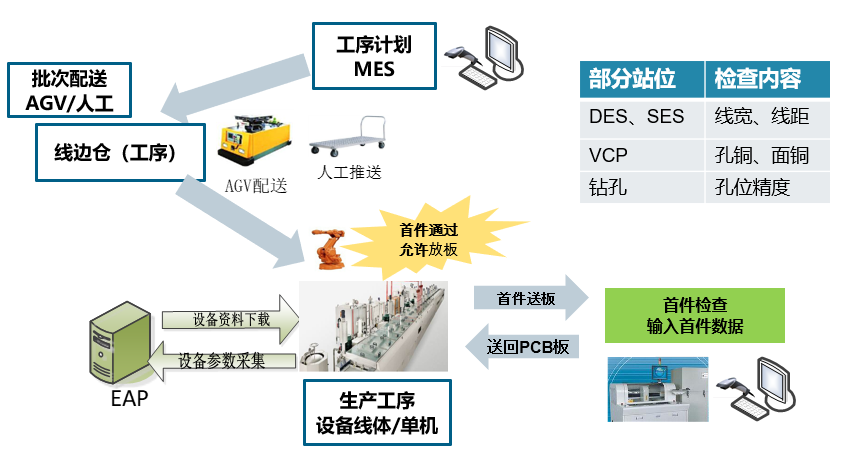 工序计划
MES
批次配送
AGV/人工
线边仓（工序）
AGV配送
人工推送
部分站位 检查内容
DES、SES 线宽、线距
VCP 孔铜、面铜
钻孔 孔位精度
首件通过
允许放板
设备资料下载
设备参数采集
EAP
首件送板
送回PCB板
首件检查
输入首件数据
生产工序
设备线体/单机